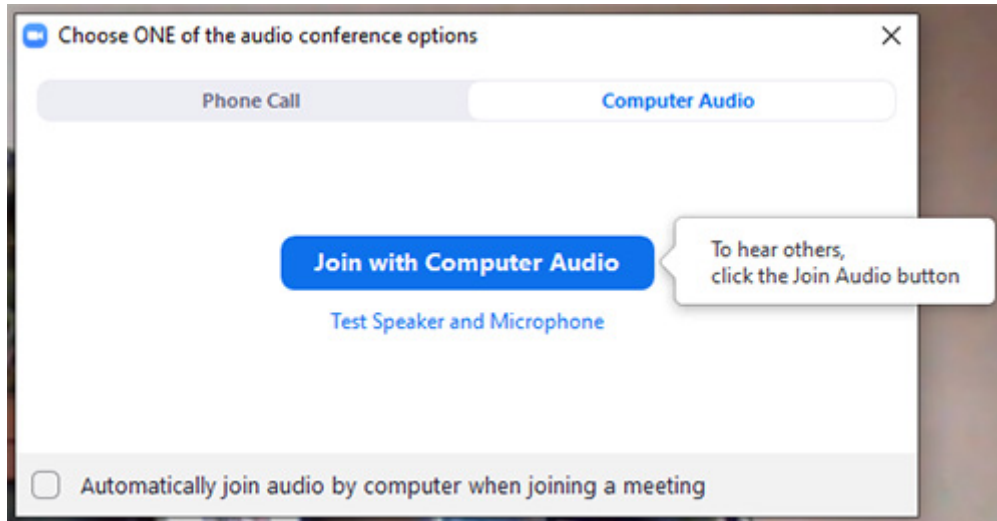 Choose ONE of the audio conference options
Phone Call
Computer Audio
Join with Computer Audio
To hear others,
click the Join Audio button
Test Speaker and Microphone
Automatically join audio by computer when joining a meeting